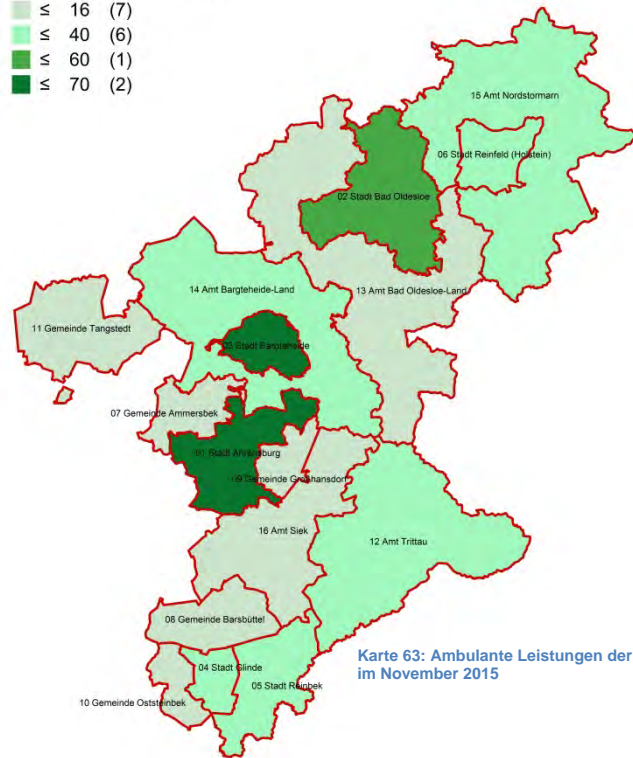 ≤ 16 (7)
≤ 40 (6)
≤ 60 (1)
≤ 70 (2)
15 Amt Nordstormarn
06 Stadt Reinfeld (Holstein)
02 Stadt Bad Oldesloe
14 Amt Bargteheide-Land
13 Amt Bad Oldesloe-Land
11 Gemeinde Tangstedt
03 Stadt Bargteheide
07 Gemeinde Ammersbek
01 Stadt Ahrensburg
09 Gemeinde Großhansdorf
16 Amt Siek
12 Amt Trittau
08 Gemeinde Barsbüttel
04 Stadt Glinde
05 Stadt Reinbek
10 Gemeinde Oststeinbek
Karte 63: Ambulante Leistungen der
im November 2015